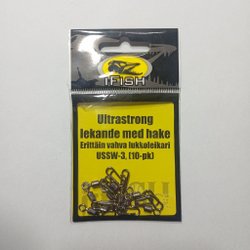 IFISH
Ultrastrong
lekande med hake
Erittäin vahva lukkoleikari
USSW-3, (10-pk)